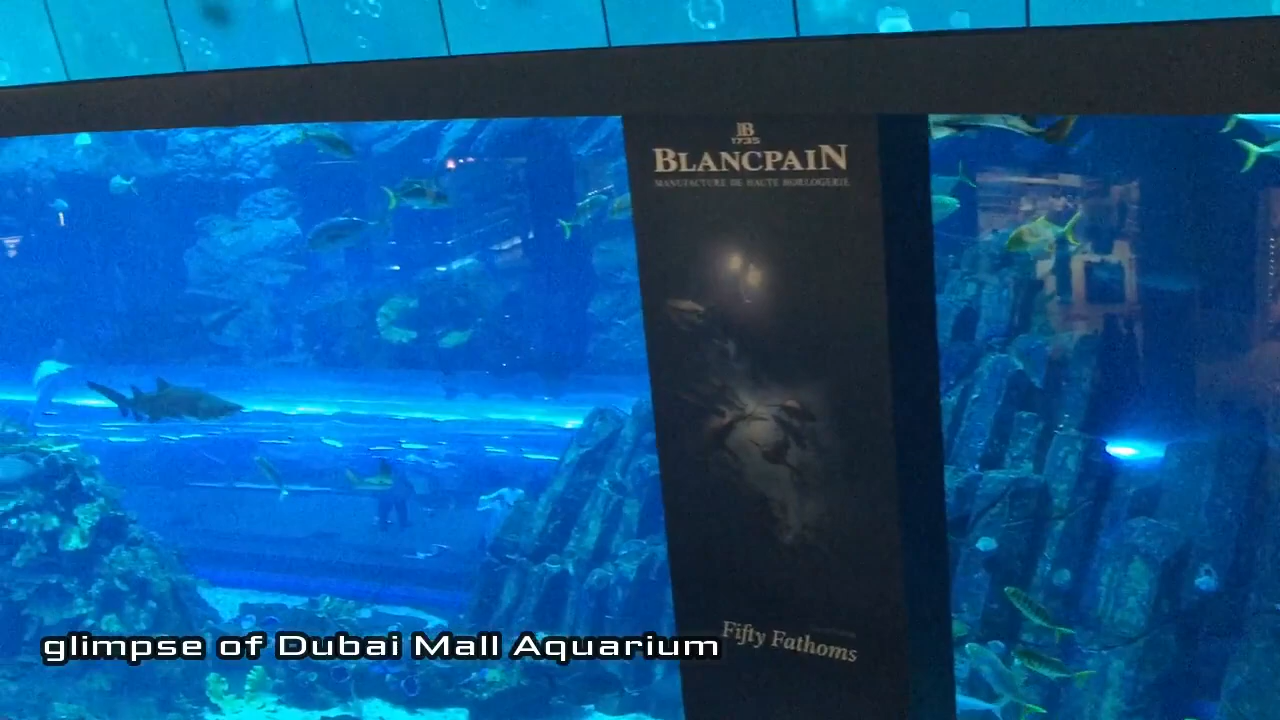 JB
1735
BLANCPAIN
MANUFACTURE DE HAUTE HORLOGERIE
Fifty Fathoms
glimpse of Dubai Mall Aquarium